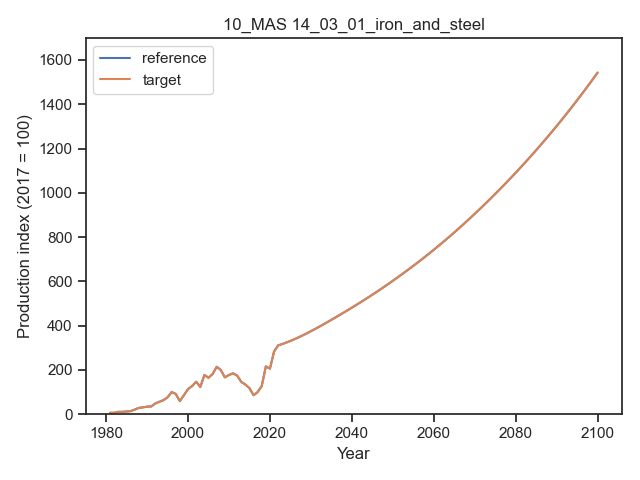 10_MAS 14_03_01_iron_and_steel
reference
target
Production index (2017 = 100)
1600
1400
1200
1000
800
600
400
200
0
1980 2000 2020 2040 2060 2080 2100
Year